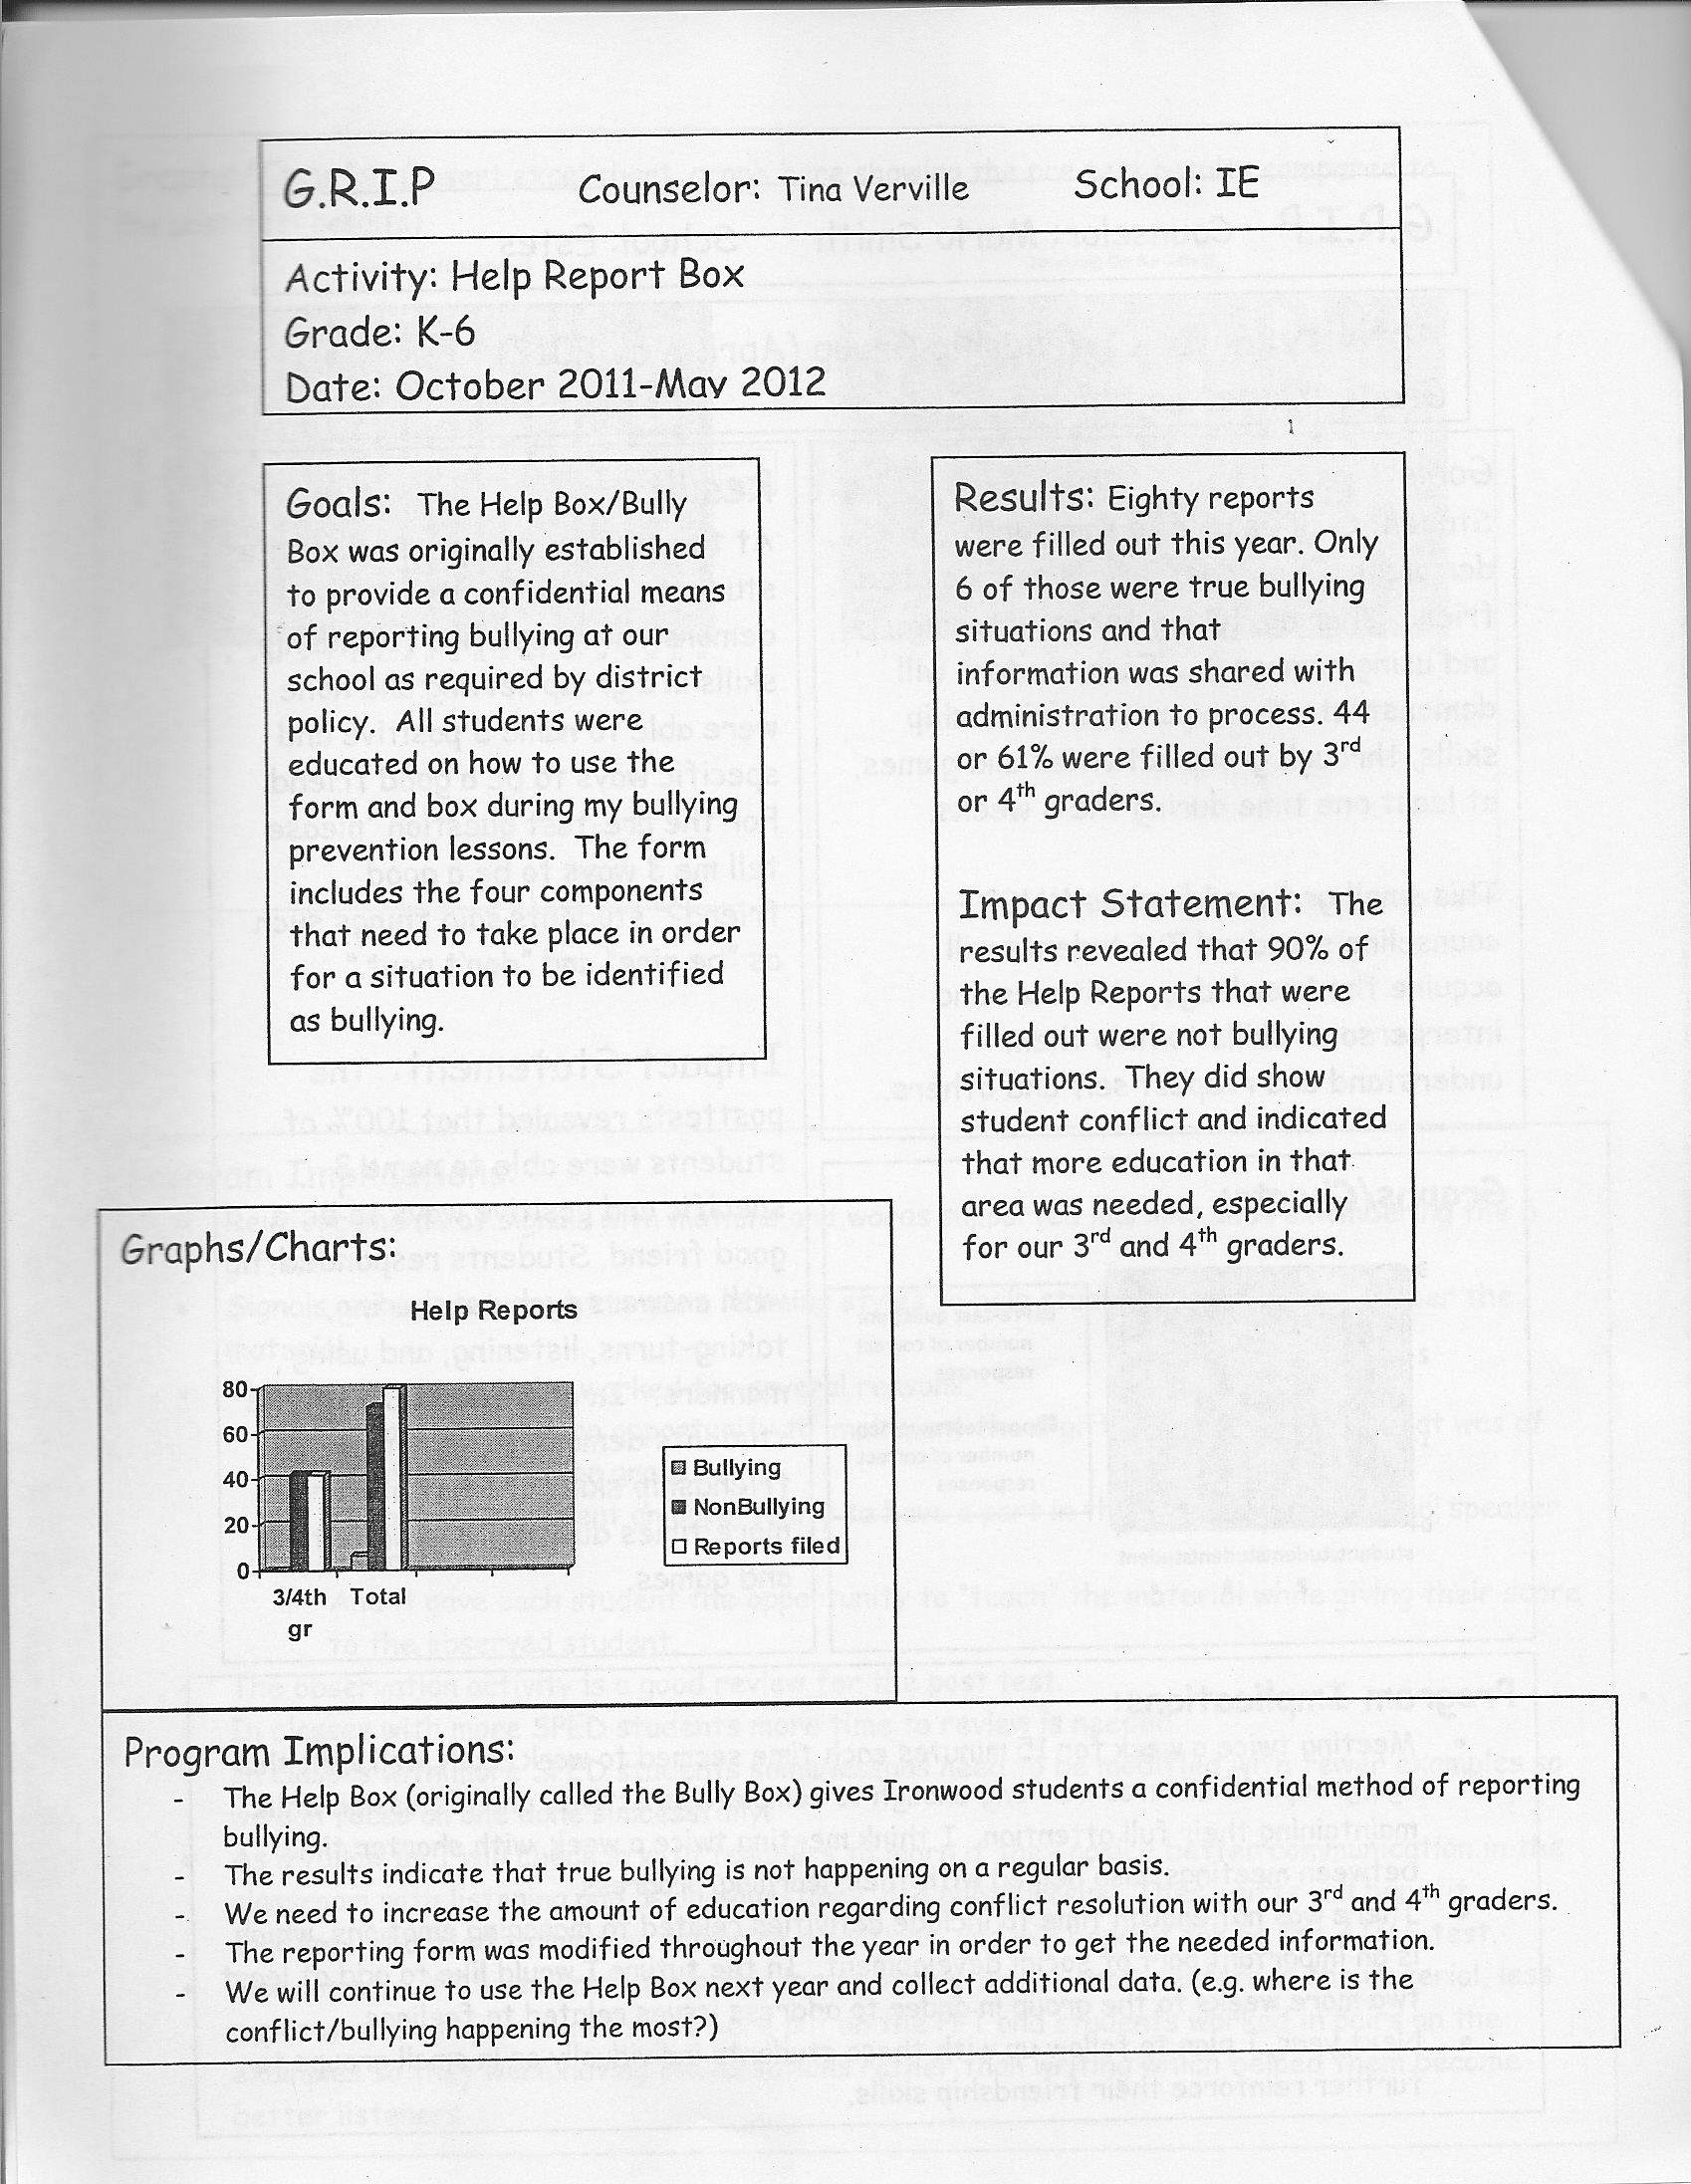 G.R.I.P Counselor: Tina Verville School: IE
Activity: Help Report Box
Grade: K-6
Date: October 2011-May 2012
Goals: The Help Box/Bully
Box was originally established
to provide a confidential means
of reporting bullying at our
school as required by district
policy. All students were
educated on how to use the
form and box during my bullying
prevention lessons. The form
includes the four components
that need to take place in order
for a situation to be identified
as bullying.
Results: Eighty reports
were filled out this year. Only
6 of those were true bullying
situations and that
information was shared with
administration to process. 44
or 61% were filled out by 3rd
or 4th graders.
Impact Statement: The
results revealed that 90% of
the Help Reports that were
filled out were not bullying
situations. They did show
student conflict and indicated
that more education in that
area was needed, especially
for our 3rd and 4th graders.
Graphs/Charts:
Help Reports
80
60
40
20
0
3/4th
gr
Total
Bullying
NonBullying
Reports filed
Program Implications:
- The Help Box (originally called the Bully Box) gives Ironwood students a confidential method of reporting
bullying.
- The results indicate that true bullying is not happening on a regular basis.
- We need to increase the amount of education regarding conflict resolution with our 3rd and 4th graders.
- The reporting form was modified throughout the year in order to get the needed information.
- We will continue to use the Help Box next year and collect additional data. (e.g. where is the
conflict/bullying happening the most?)